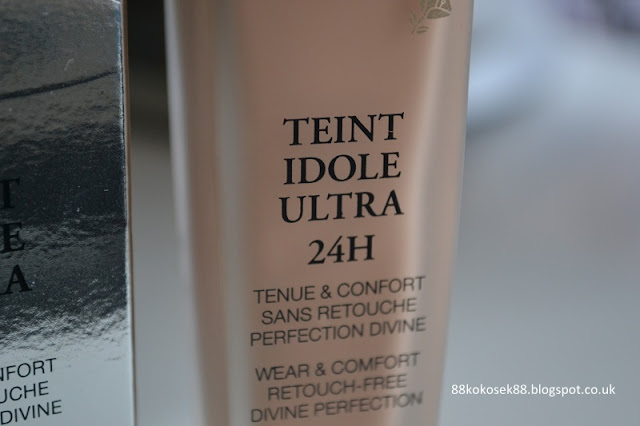 TEINT
IDOLE
ULTRA
24H
TENUE & CONFORT
SANS RETOUCHE
PERFECTION DIVINE
WEAR & COMFORT
RETOUCH-FREE
DIVINE PERFECTION
T
E
A
NFORT
UCHE
DIVINE
88kokosek88.blogspot.co.uk